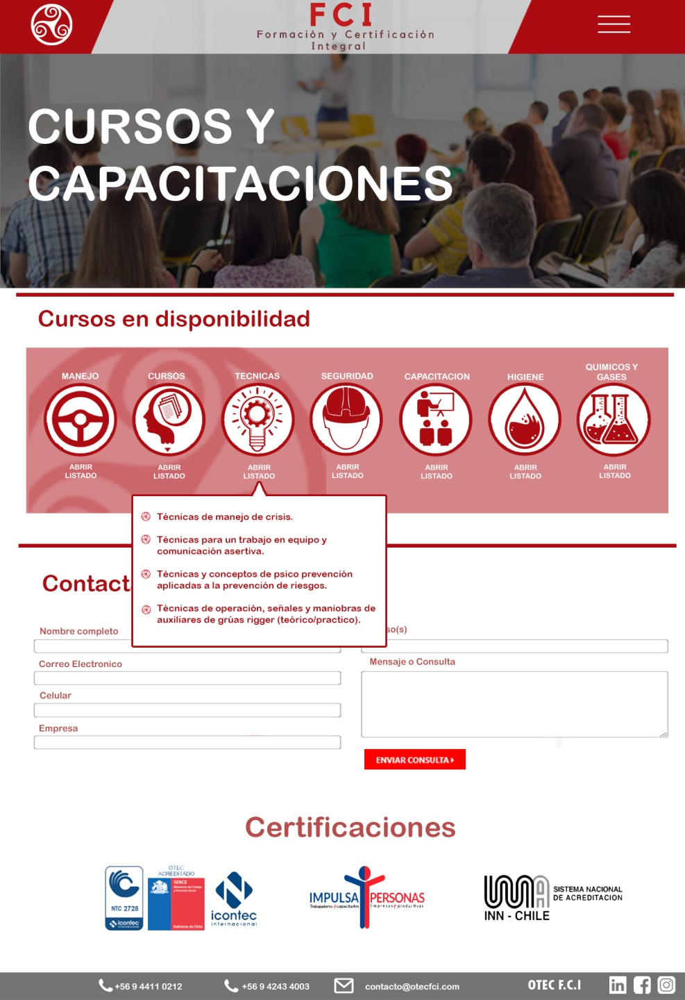 FCI
Formación y Certificación
Integral
CURSOS Y
CAPACITACIONES
Cursos en disponibilidad
MANEJO
CURSOS
TECNICAS
SEGURIDAD
CAPACITACION
HIGIENE
QUIMICOS Y
GASES
ABRIR
LISTADO
ABRIR
LISTADO
ABRIR
LISTADO
ABRIR
LISTADO
ABRIR
LISTADO
ABRIR
LISTADO
ABRIR
LISTADO
Técnicas de manejo de crisis.
Técnicas para un trabajo en equipo y
comunicación asertiva.
Técnicas y conceptos de psico prevención
aplicadas a la prevención de riesgos.
Técnicas de operación, señales y maniobras de
auxiliares de grúas rigger (teórico/practico).
Contact
Nombre completo
Correo Electronico
Celular
Empresa
so(s)
Mensaje o Consulta
ENVIAR CONSULTA
Certificaciones
NTC 2728
icontec
internacional
OTEC
ACREDITADO
SENCE
Ministerio del Trabajo
y Previsión Social
Gobierno de Chile
icontec
internacional
IMPULSA PERSONAS
Trabajadores+capacitados Empresas+productivas
INN - CHILE
SISTEMA NACIONAL
DE ACREDITACION
+56 9 4411 0212
+56 9 4243 4003
contacto@otecfci.com
OTEC F.C.I